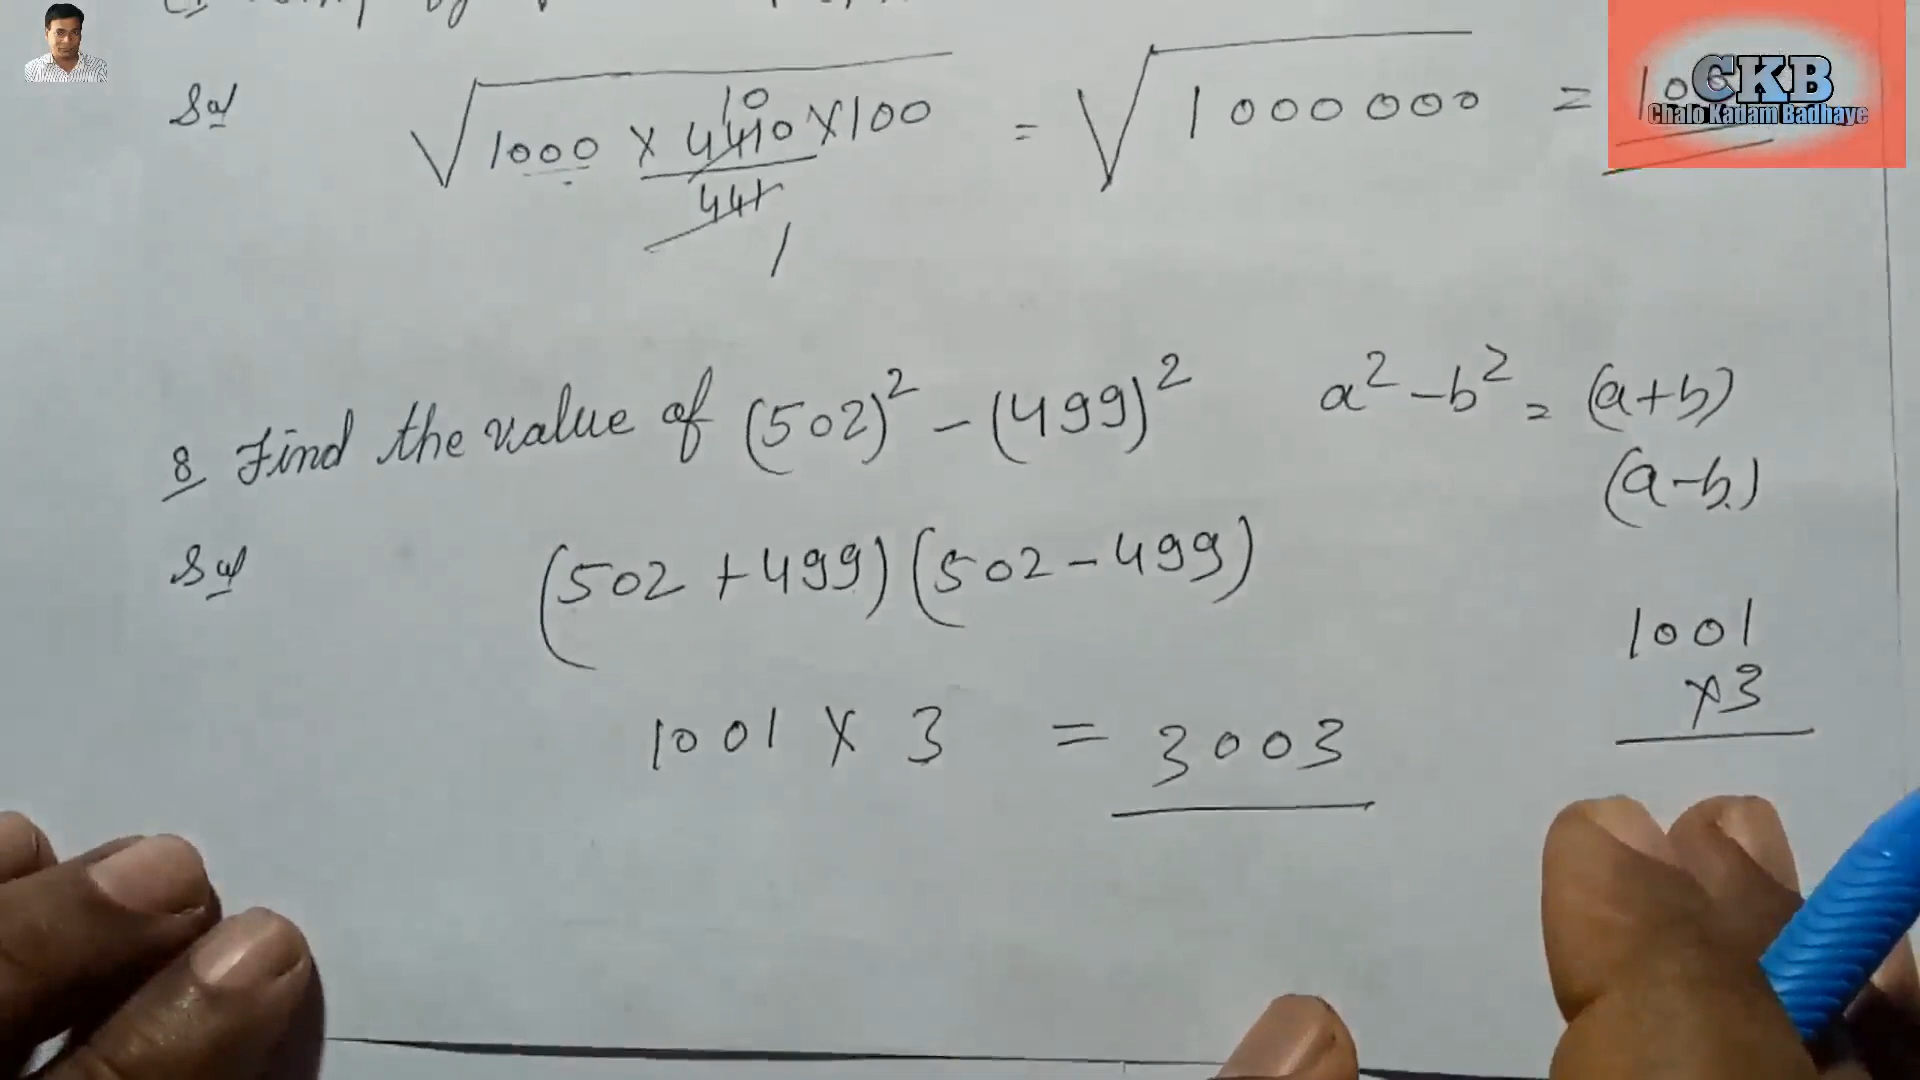 Sol
√1000 × 4410/441 × 100 = √1000000 =
10
1
CKB
Chalo Kadam Badhaye
8 Find the value of (502)² - (499)²
a² - b² = (a+b)
(a-b)
Sol
(502 + 499) (502 - 499)
1001 × 3 = 3003
1001
×3